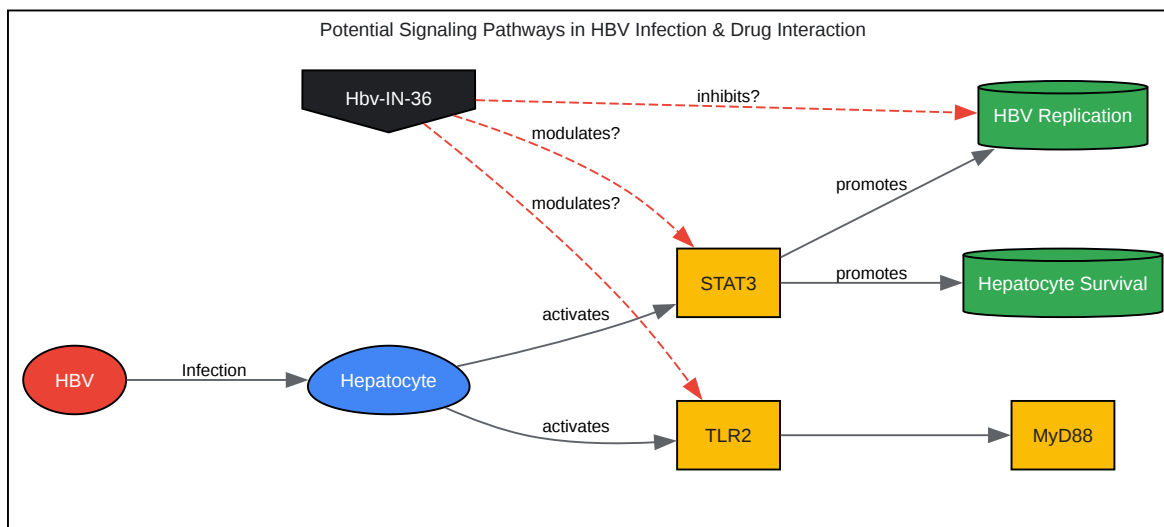 Potential Signaling Pathways in HBV Infection & Drug Interaction
Hbv-IN-36
inhibits?
HBV Replication
modulates?
modulates?
promotes
STAT3
promotes
Hepatocyte Survival
activates
HBV
Infection
Hepatocyte
activates
TLR2
MyD88